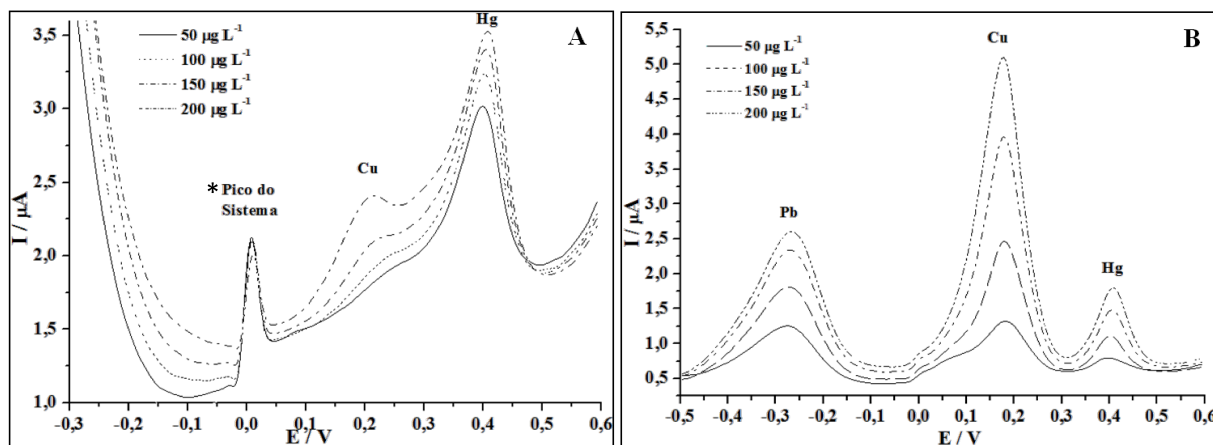 A
Hg
3,5
50 µg L⁻¹
100 µg L⁻¹
150 µg L⁻¹
200 µg L⁻¹
3,0
2,5
Cu
* Pico do
Sistema
2,0
1,5
1,0
I / µA
-0,3 -0,2 -0,1 0,0 0,1 0,2 0,3 0,4 0,5 0,6
E / V
B
5,5
50 µg L⁻¹
100 µg L⁻¹
150 µg L⁻¹
200 µg L⁻¹
Cu
5,0
4,5
4,0
3,5
3,0
Pb
2,5
2,0
Hg
1,5
1,0
0,5
I / µA
-0,5 -0,4 -0,3 -0,2 -0,1 0,0 0,1 0,2 0,3 0,4 0,5 0,6
E / V